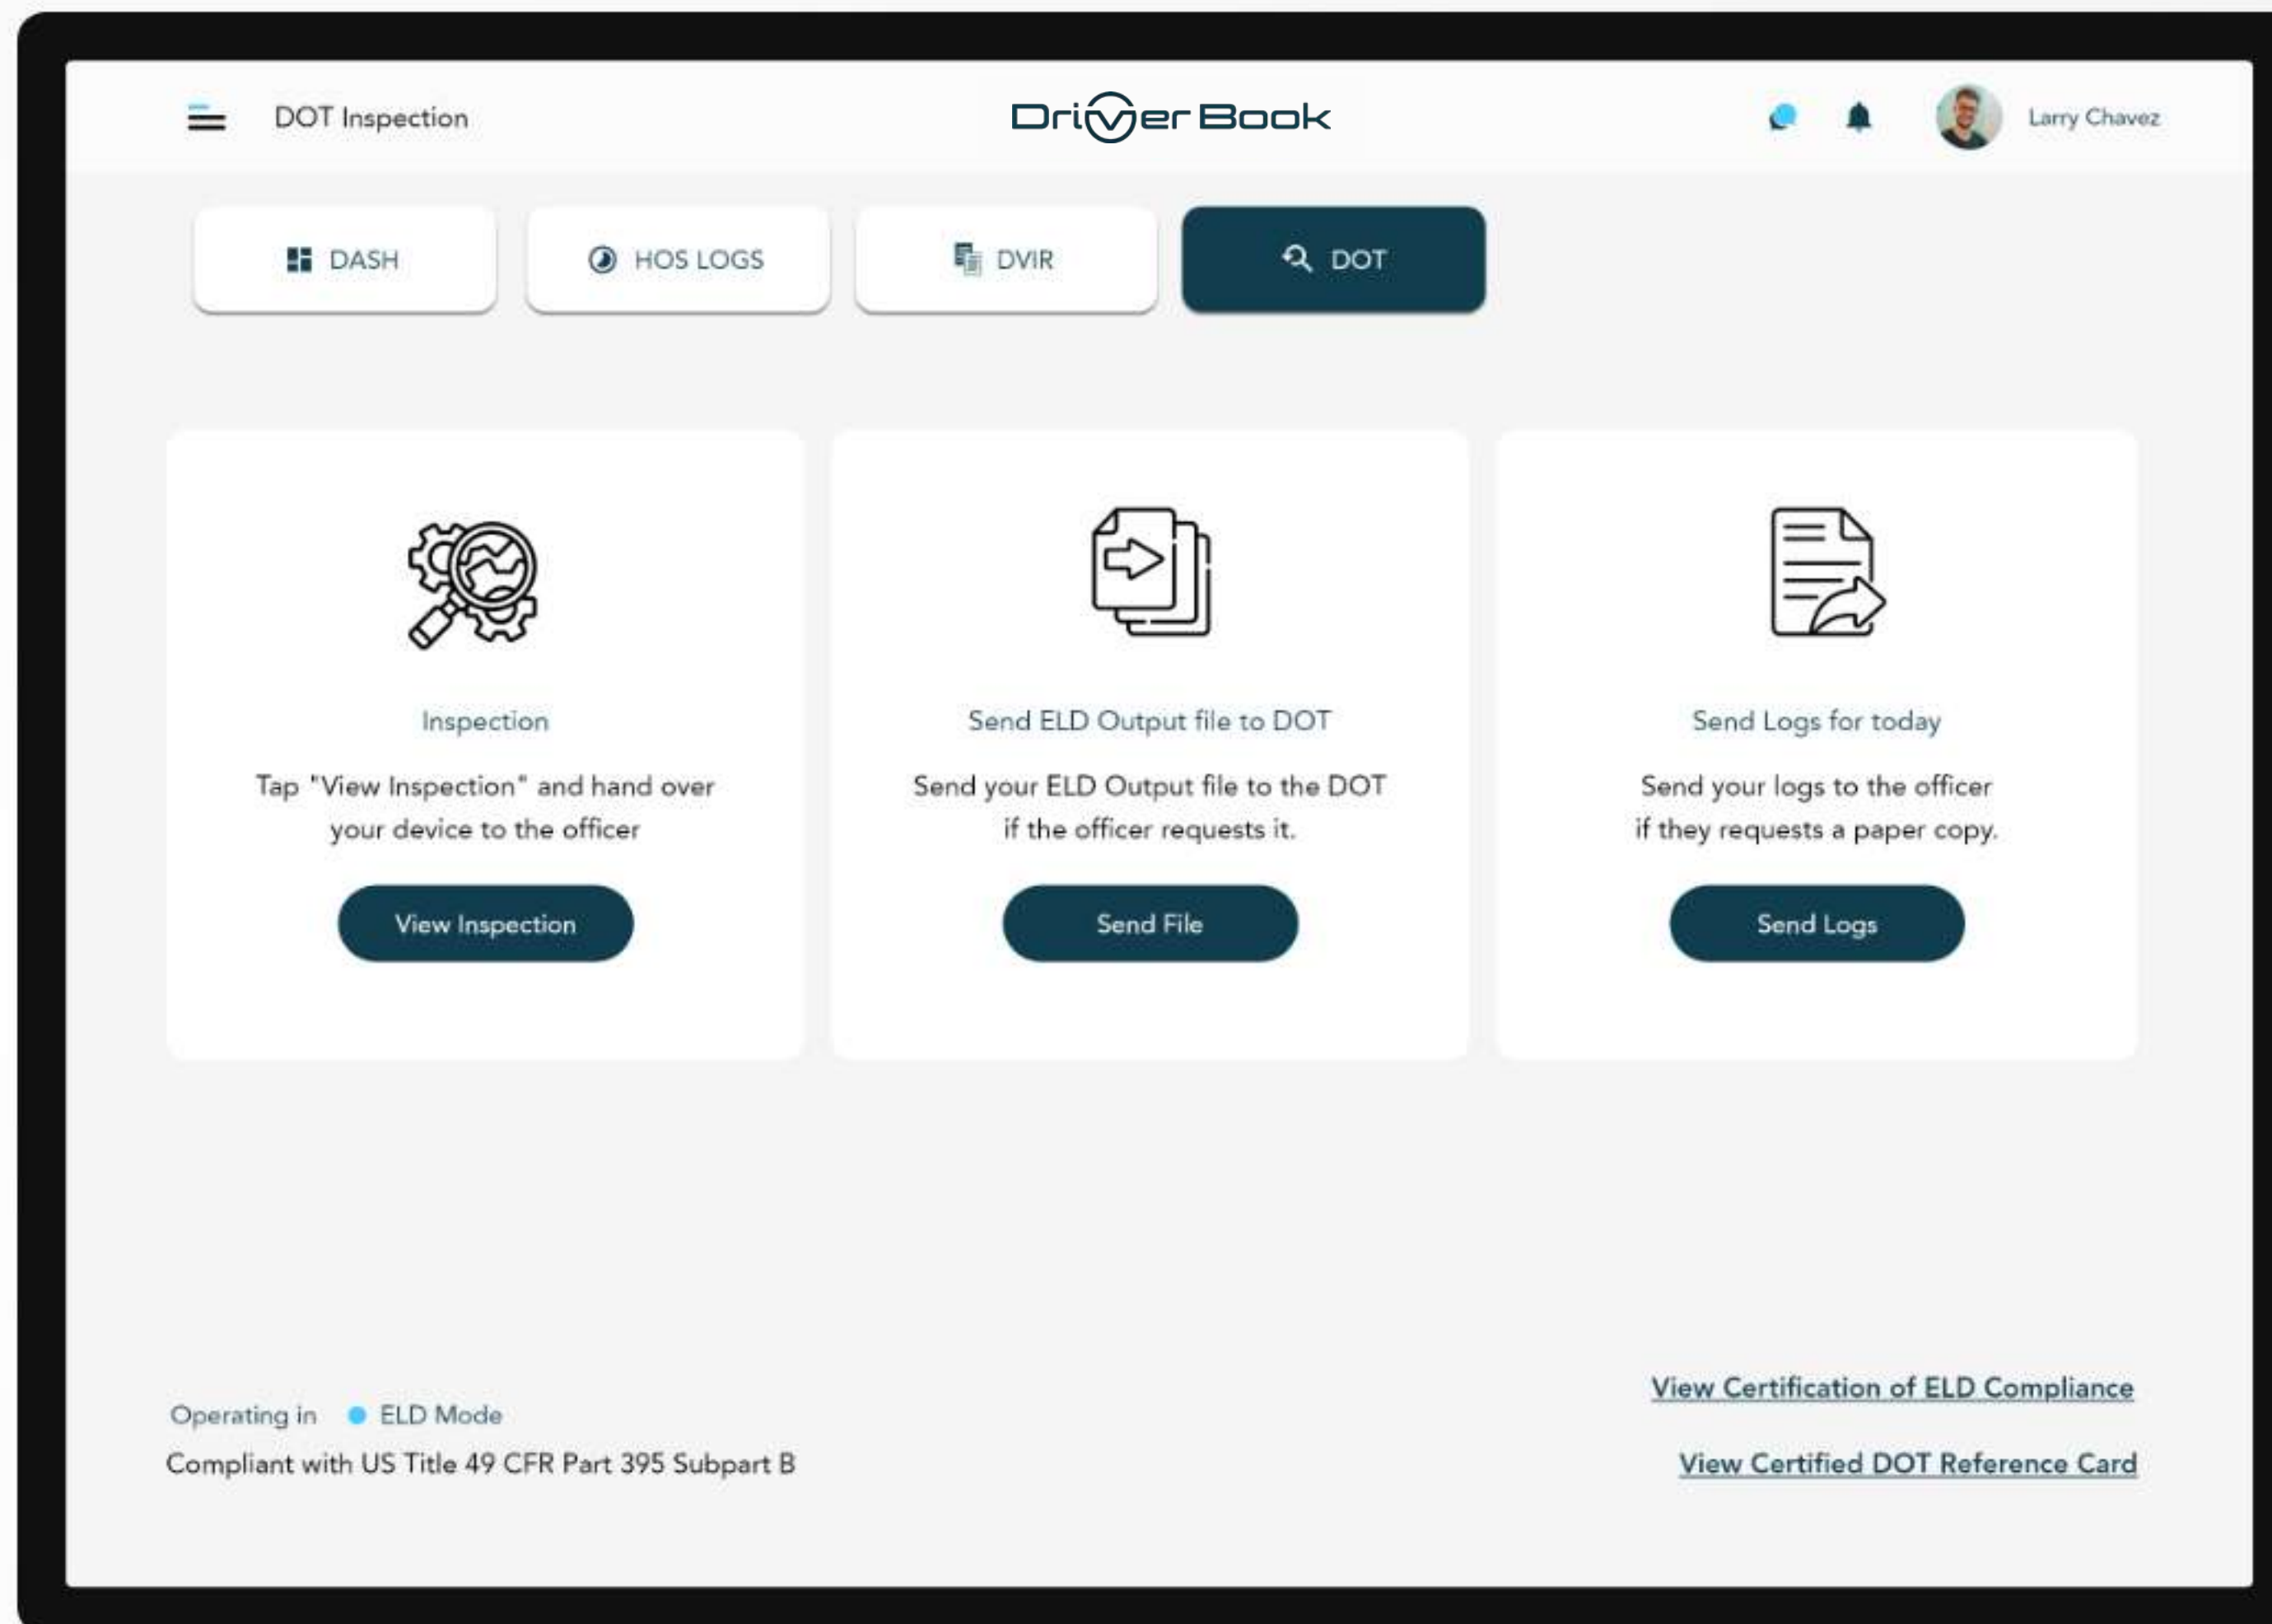 DOT Inspection
Driver Book
Larry Chavez
DASH
HOS LOGS
DVIR
DOT
Inspection
Tap "View Inspection" and hand over
your device to the officer
View Inspection
Send ELD Output file to DOT
Send your ELD Output file to the DOT
if the officer requests it.
Send File
Send Logs for today
Send your logs to the officer
if they requests a paper copy.
Send Logs
Operating in ELD Mode
Compliant with US Title 49 CFR Part 395 Subpart B
View Certification of ELD Compliance
View Certified DOT Reference Card